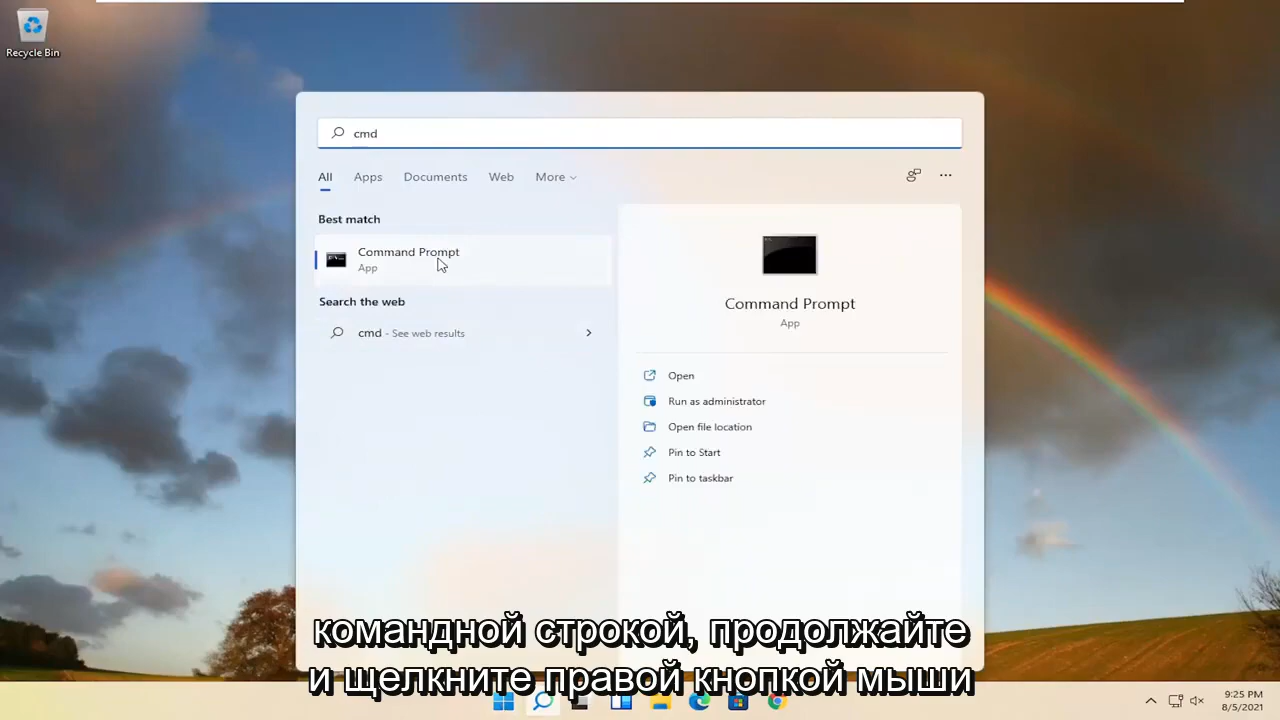 Recycle Bin
cmd
All Apps Documents Web More
Best match
Command Prompt
App
Search the web
cmd - See web results
Command Prompt
App
Open
Run as administrator
Open file location
Pin to Start
Pin to taskbar
командной строкой, продолжайте
и щелкните правой кнопкой мыши
9:25 PM
8/5/2021